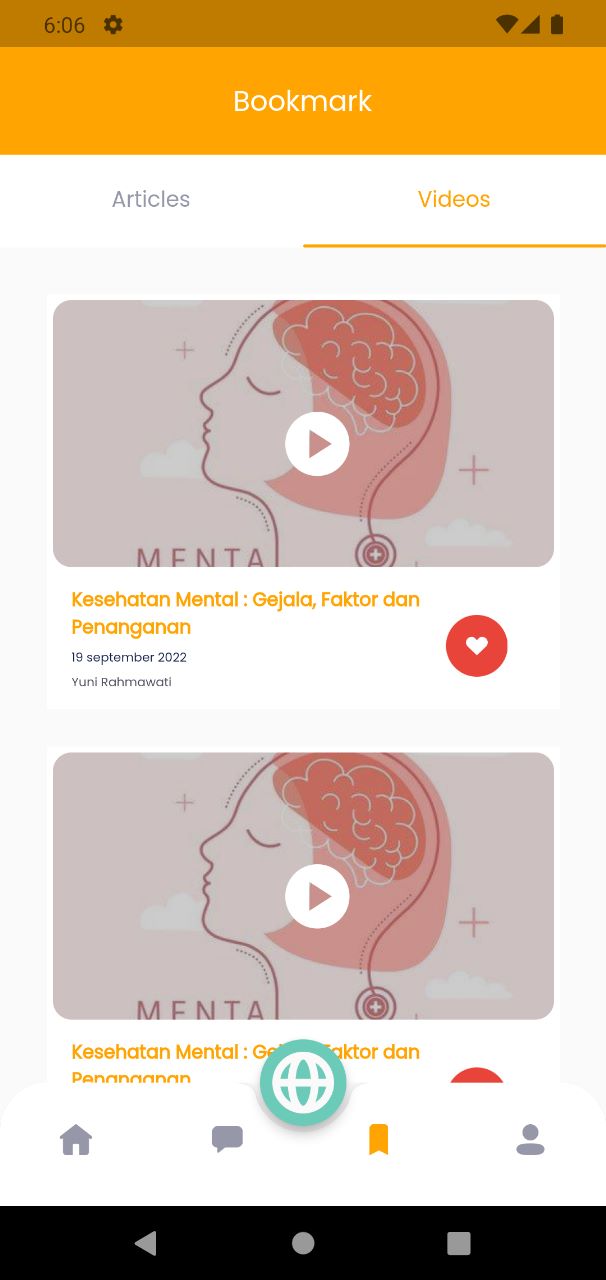 6:06
Bookmark
Articles
Videos
MENTA
Kesehatan Mental : Gejala, Faktor dan
Penanganan
19 september 2022
Yuni Rahmawati
MENTA
Kesehatan Mental : Ge Faktor dan
Penanganan